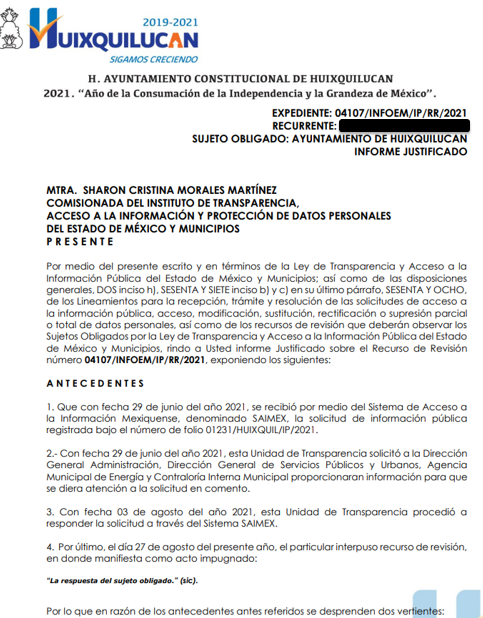 2019-2021
HUIXQUILUCAN
SIGAMOS CRECIENDO
H. AYUNTAMIENTO CONSTITUCIONAL DE HUIXQUILUCAN
2021. “Año de la Consumación de la Independencia y la Grandeza de México”.
EXPEDIENTE: 04107/INFOEM/IP/RR/2021
RECURRENTE:
SUJETO OBLIGADO: AYUNTAMIENTO DE HUIXQUILUCAN
INFORME JUSTIFICADO
MTRA. SHARON CRISTINA MORALES MARTÍNEZ
COMISIONADA DEL INSTITUTO DE TRANSPARENCIA,
ACCESO A LA INFORMACIÓN Y PROTECCIÓN DE DATOS PERSONALES
DEL ESTADO DE MÉXICO Y MUNICIPIOS
P R E S E N T E
Por medio del presente escrito y en términos de la Ley de Transparencia y Acceso a la
Información Pública del Estado de México y Municipios; así como de las disposiciones
generales, DOS inciso h), SESENTA Y SIETE inciso b) y c) en su último párrafo, SESENTA Y OCHO,
de los Lineamientos para la recepción, trámite y resolución de las solicitudes de acceso a
la información pública, acceso, modificación, sustitución, rectificación o supresión parcial
o total de datos personales, así como de los recursos de revisión que deberán observar los
Sujetos Obligados por la Ley de Transparencia y Acceso a la Información Pública del Estado
de México y Municipios, rindo a Usted informe Justificado sobre el Recurso de Revisión
número 04107/INFOEM/IP/RR/2021, exponiendo los siguientes:
A N T E C E D E N T E S
1. Que con fecha 29 de junio del año 2021, se recibió por medio del Sistema de Acceso a
la Información Mexiquense, denominado SAIMEX, la solicitud de información pública
registrada bajo el número de folio 01231/HUIXQUIL/IP/2021.
2.- Con fecha 29 de junio del año 2021, esta Unidad de Transparencia solicitó a la Dirección
General Administración, Dirección General de Servicios Públicos y Urbanos, Agencia
Municipal de Energía y Contraloría Interna Municipal proporcionaran información para que
se diera atención a la solicitud en comento.
3. Con fecha 03 de agosto del año 2021, esta Unidad de Transparencia procedió a
responder la solicitud a través del Sistema SAIMEX.
4. Por último, el día 27 de agosto del presente año, el particular interpuso recurso de revisión,
en donde manifiesta como acto impugnado:
"La respuesta del sujeto obligado." (sic).
Por lo que en razón de los antecedentes antes referidos se desprenden dos vertientes: